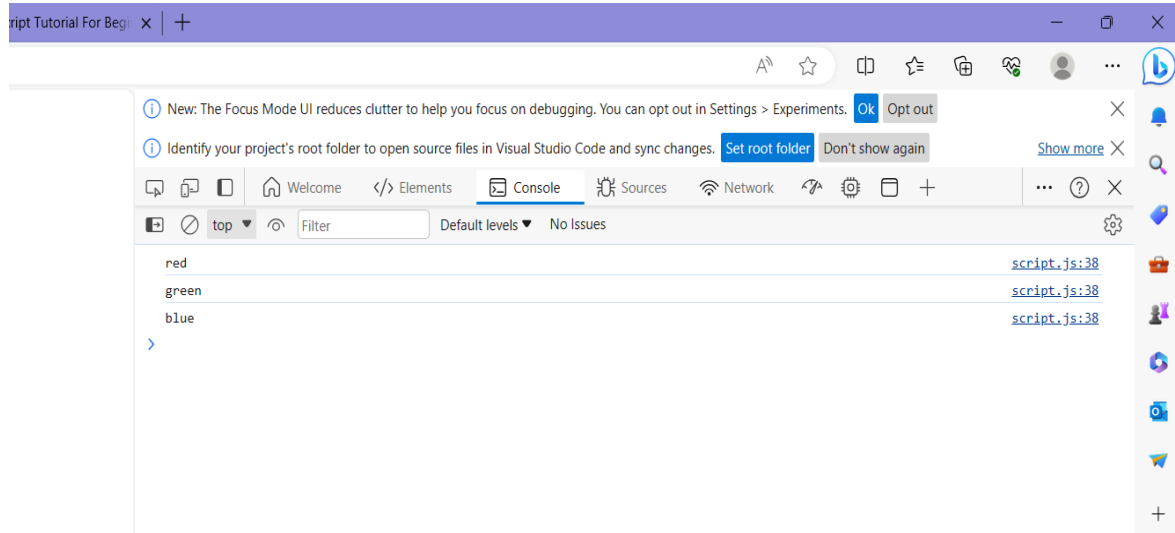 ript Tutorial For Begi
New: The Focus Mode UI reduces clutter to help you focus on debugging. You can opt out in Settings > Experiments. Ok Opt out
Identify your project's root folder to open source files in Visual Studio Code and sync changes. Set root folder Don't show again Show more
Welcome </> Elements Console Sources Network
top Filter Default levels No Issues
red script.js:38
green script.js:38
blue script.js:38